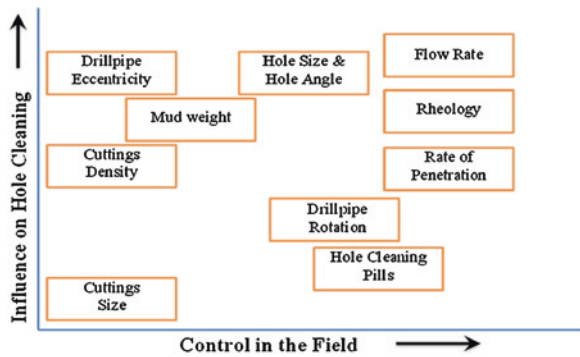 Influence on Hole Cleaning
Drillpipe
Eccentricity
Hole Size &
Hole Angle
Flow Rate
Mud weight
Rheology
Cuttings
Density
Rate of
Penetration
Drillpipe
Rotation
Hole Cleaning
Pills
Cuttings
Size
Control in the Field